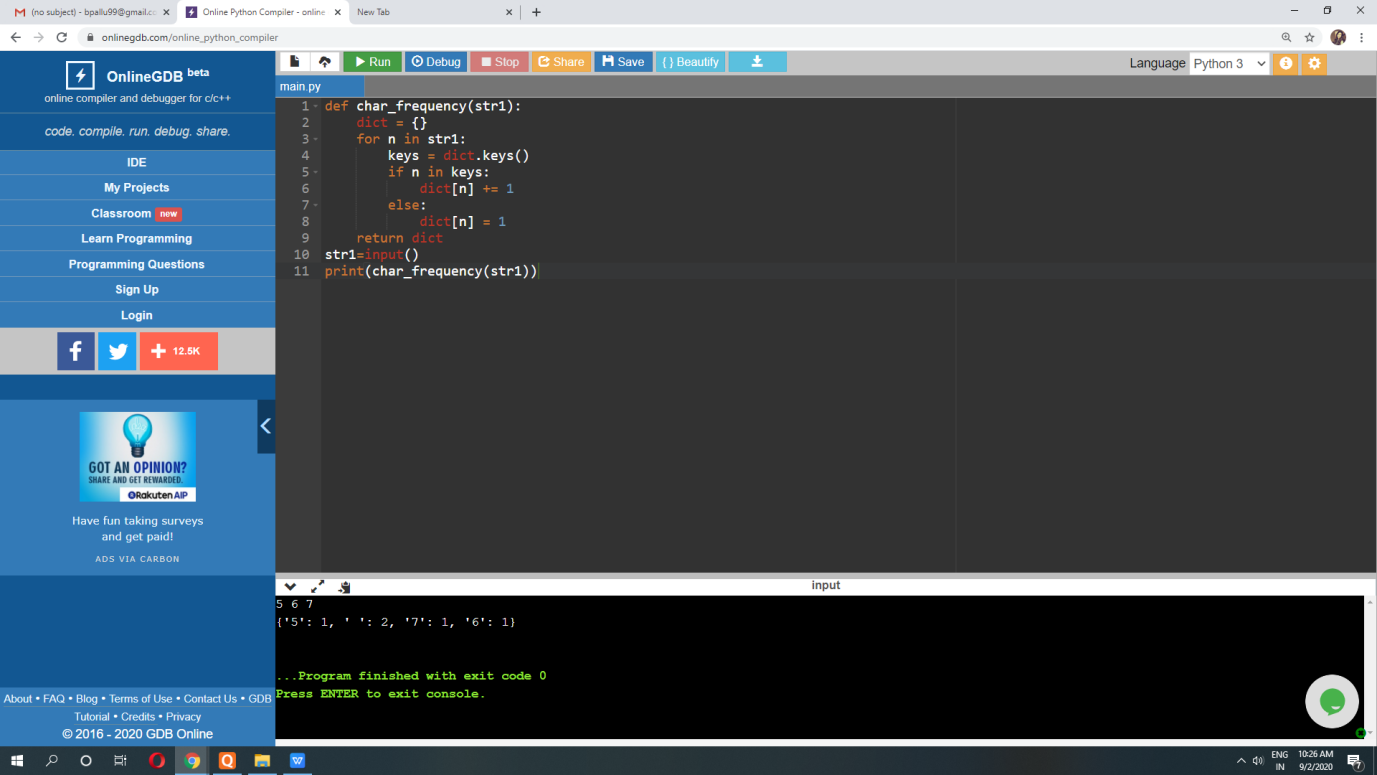 (no subject) - bpallu99@gmail.co
Online Python Compiler - online
New Tab
onlinegdb.com/online_python_compiler
OnlineGDB beta
online compiler and debugger for c/c++
code. compile. run. debug. share.
IDE
My Projects
Classroom new
Learn Programming
Programming Questions
Sign Up
Login
f
12.5K
GOT AN OPINION?
SHARE AND GET REWARDED.
Rakuten AIP
Have fun taking surveys
and get paid!
ADS VIA CARBON
About • FAQ • Blog • Terms of Use • Contact Us • GDB
Tutorial • Credits • Privacy
© 2016 - 2020 GDB Online
Run
Debug
Stop
Share
Save
{ } Beautify
Language Python 3
main.py
1 def char_frequency(str1):
2     dict = {}
3     for n in str1:
4         keys = dict.keys()
5         if n in keys:
6             dict[n] += 1
7         else:
8             dict[n] = 1
9     return dict
10 str1=input()
11 print(char_frequency(str1))
input
5 6 7
{'5': 1, ' ': 2, '7': 1, '6': 1}
...Program finished with exit code 0
Press ENTER to exit console.
ENG
IN
10:26 AM
9/2/2020
7